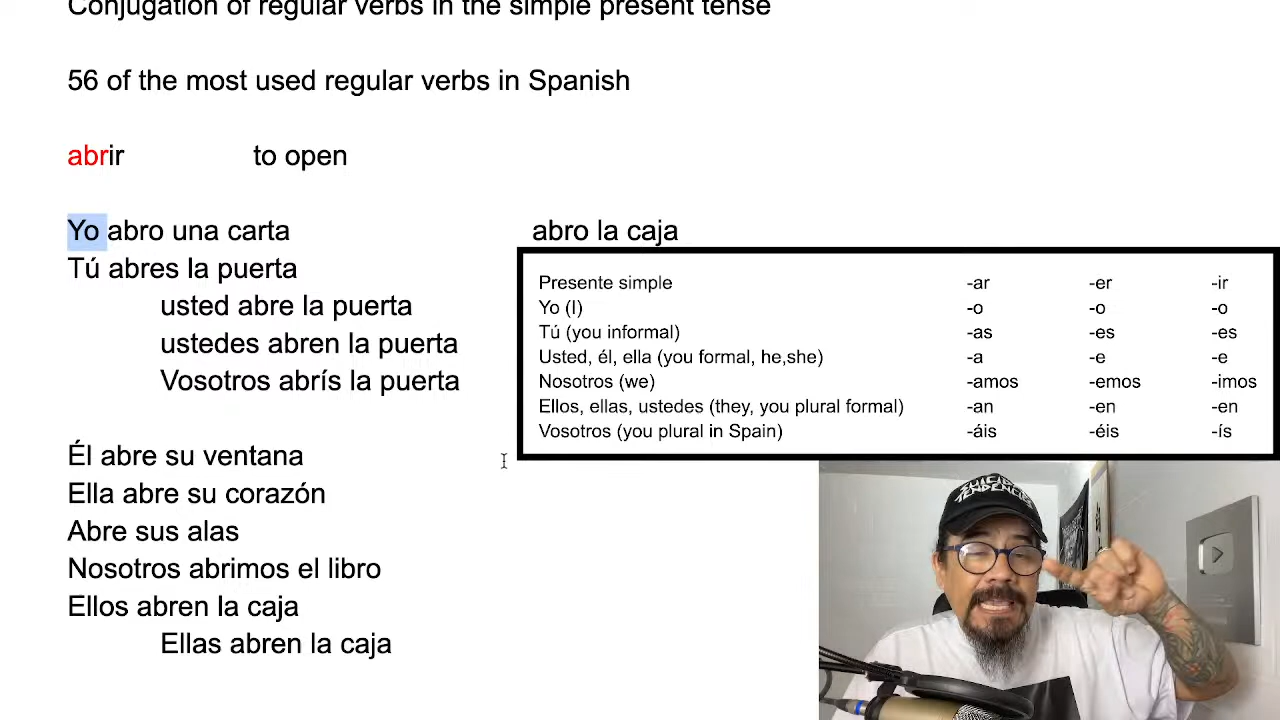 Conjugation of regular verbs in the simple present tense
56 of the most used regular verbs in Spanish
abrir to open
Yo abro una carta abro la caja
Tú abres la puerta
usted abre la puerta
ustedes abren la puerta
Vosotros abrís la puerta
Él abre su ventana
Ella abre su corazón
Abre sus alas
Nosotros abrimos el libro
Ellos abren la caja
Ellas abren la caja
Presente simple -ar -er -ir
Yo (I) -o -o -o
Tú (you informal) -as -es -es
Usted, él, ella (you formal, he,she) -a -e -e
Nosotros (we) -amos -emos -imos
Ellos, ellas, ustedes (they, you plural formal) -an -en -en
Vosotros (you plural in Spain) -áis -éis -ís
SUICIDAL
TENDENCIES